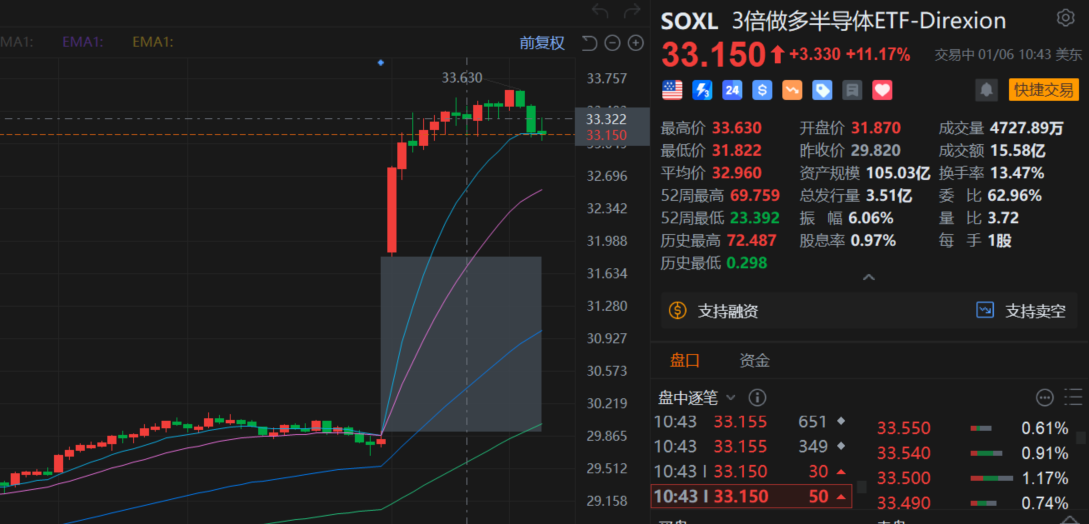 MA1: EMA1: EMA1:
前复权
33.630
33.757
33.322
33.150
32.696
32.342
31.988
31.634
31.280
30.927
30.573
30.219
29.865
29.512
29.158
SOXL 3倍做多半导体ETF-Direxion
33.150 +3.330 +11.17% 交易中 01/06 10:43 美东
3 24 快捷交易
最高价 33.630 开盘价 31.870 成交量 4727.89万
最低价 31.822 昨收价 29.820 成交额 15.58亿
平均价 32.960 资产规模 105.03亿 换手率 13.47%
52周最高 69.759 总发行量 3.51亿 委 比 62.96%
52周最低 23.392 振 幅 6.06% 量 比 3.72
历史最高 72.487 股息率 0.97% 每 手 1股
历史最低 0.298
支持融资 支持卖空
盘口 资金
盘中逐笔
10:43 33.155 651
10:43 33.155 349
10:43 I 33.150 30
10:43 I 33.150 50
33.550 0.61%
33.540 0.91%
33.500 1.17%
33.490 0.74%